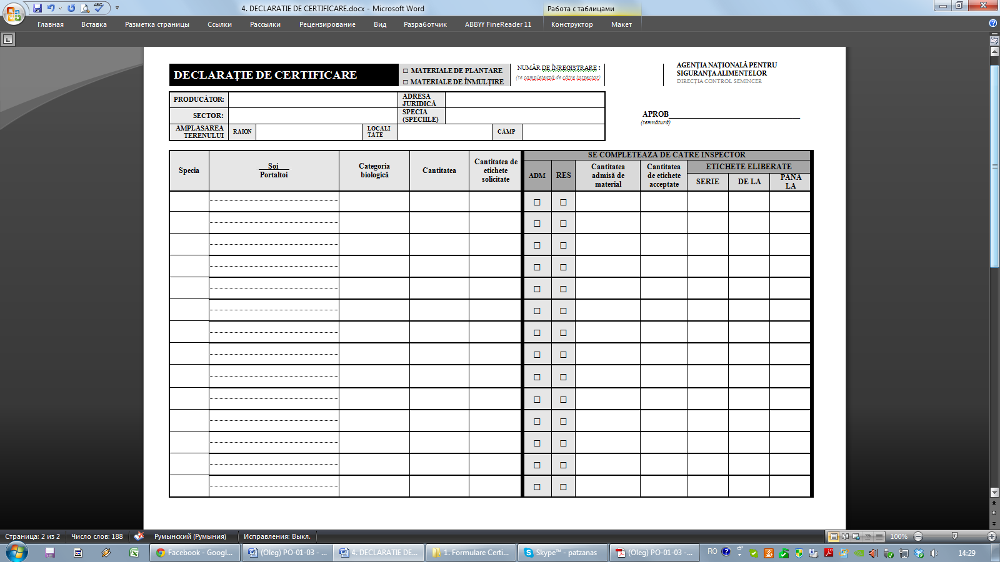 4. DECLARATIE DE CERTIFICARE.docx - Microsoft Word
Работа с таблицами
Главная Вставка Разметка страницы Ссылки Рассылки Рецензирование Вид Разработчик ABBYY FineReader 11 Конструктор Макет
DECLARAŢIE DE CERTIFICARE
□ MATERIALE DE PLANTARE
□ MATERIALE DE ÎNMULŢIRE
NUMĂR DE ÎNREGISTRARE :
(se completează de către inspector)
AGENȚIA NAȚIONALĂ PENTRU
SIGURANȚA ALIMENTELOR
DIRECȚIA CONTROL SEMINCER
PRODUCĂTOR:
ADRESA
JURIDICĂ
SECTOR:
SPECIA
(SPECIILE)
AMPLASAREA
TERENULUI
RAION
LOCALI
TATE
CÂMP
APROB______________________________
(semnătură)
Specia
Soi
Portaltoi
Categoria
biologică
Cantitatea
Cantitatea de
etichete
solicitate
SE COMPLETEAZA DE CATRE INSPECTOR
ADM
RES
Cantitatea
admisă de
material
Cantitatea
de etichete
acceptate
ETICHETE ELIBERATE
SERIE
DE LA
PANA
LA
□ □
□ □
□ □
□ □
□ □
□ □
□ □
□ □
□ □
□ □
□ □
□ □
□ □
□ □
Страница: 2 из 2 Число слов: 188 Румынский (Румыния) Исправления: Выкл. 100%
Facebook - Googl... (Oleg) PO-01-03 - ... 4. DECLARATIE DE... 1. Formulare Certi... Skype™ - patzanas (Oleg) PO-01-03 - ... RO 14:29